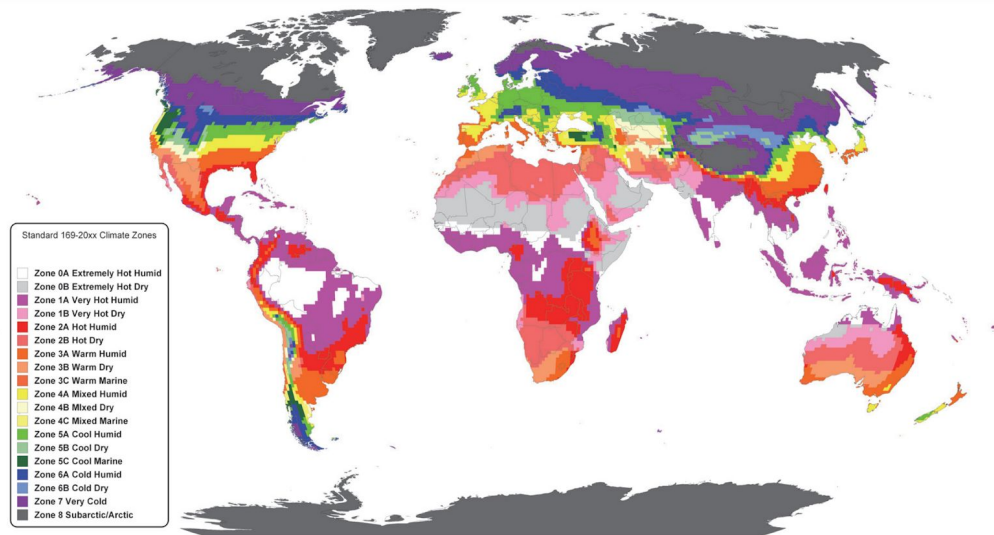 Standard 169-20xx Climate Zones
Zone 0A Extremely Hot Humid
Zone 0B Extremely Hot Dry
Zone 1A Very Hot Humid
Zone 1B Very Hot Dry
Zone 2A Hot Humid
Zone 2B Hot Dry
Zone 3A Warm Humid
Zone 3B Warm Dry
Zone 3C Warm Marine
Zone 4A Mixed Humid
Zone 4B Mixed Dry
Zone 4C Mixed Marine
Zone 5A Cool Humid
Zone 5B Cool Dry
Zone 5C Cool Marine
Zone 6A Cold Humid
Zone 6B Cold Dry
Zone 7 Very Cold
Zone 8 Subarctic/Arctic